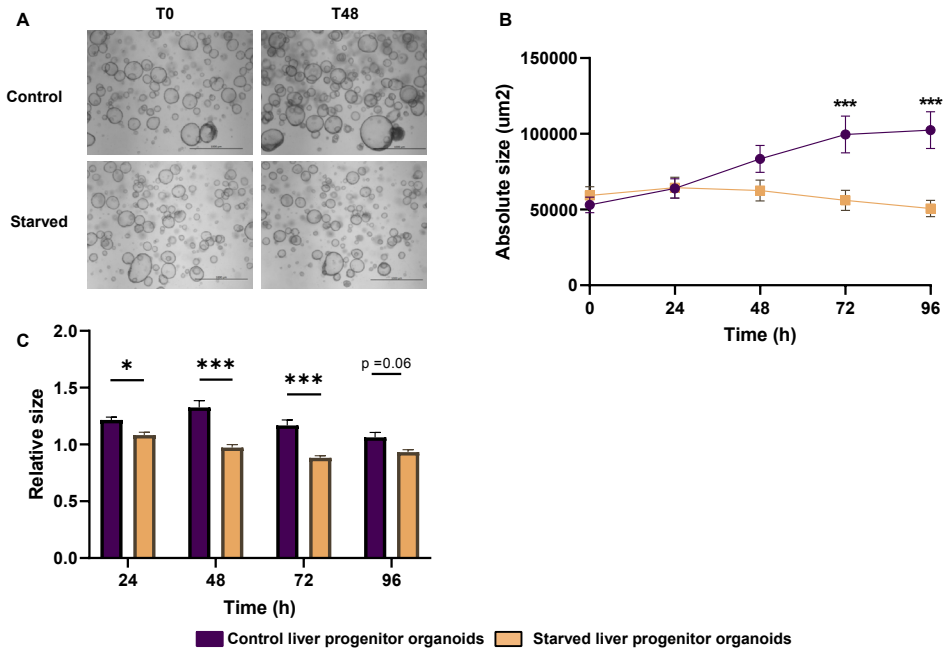 A
T0
T48
Control
Starved
B
Absolute size (um2)
150000
100000
50000
0
***
***
0
24
48
72
96
Time (h)
C
Relative size
2.0
1.5
1.0
0.5
0.0
*
***
***
p =0.06
24
48
72
96
Time (h)
Control liver progenitor organoids
Starved liver progenitor organoids